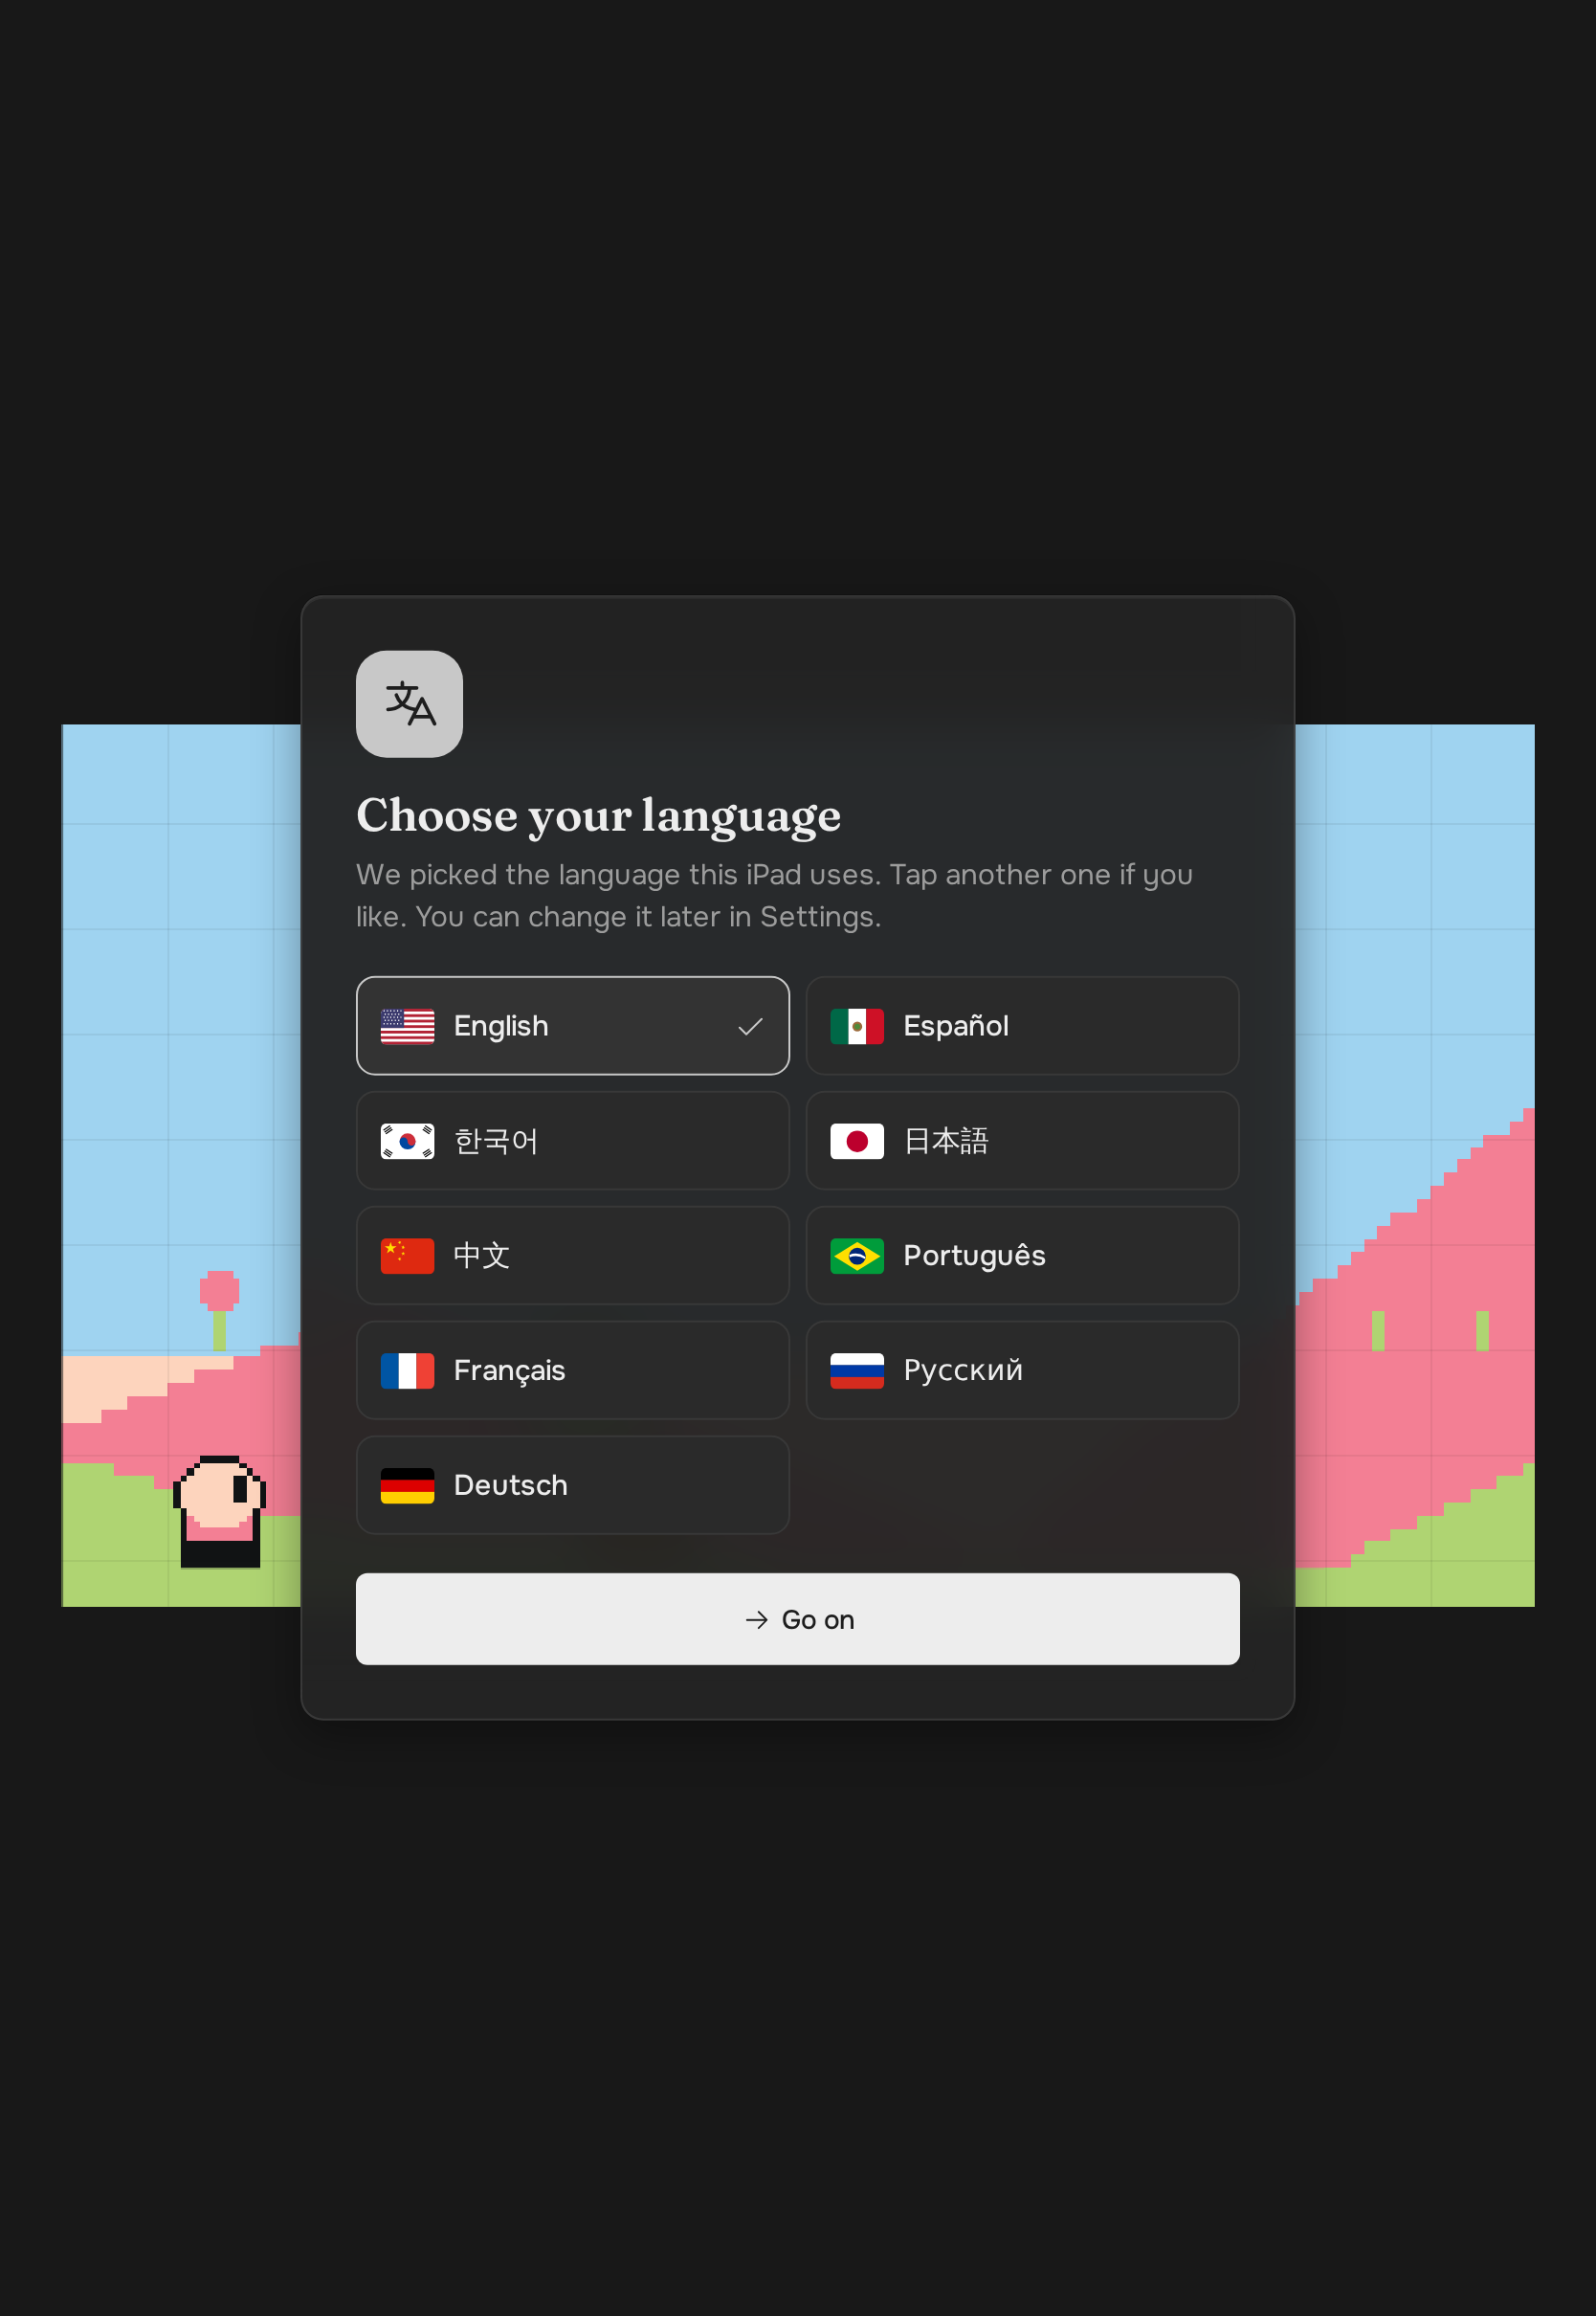 文A
Choose your language
We picked the language this iPad uses. Tap another one if you
like. You can change it later in Settings.
English
Español
한국어
日本語
中文
Português
Français
Русский
Deutsch
Go on